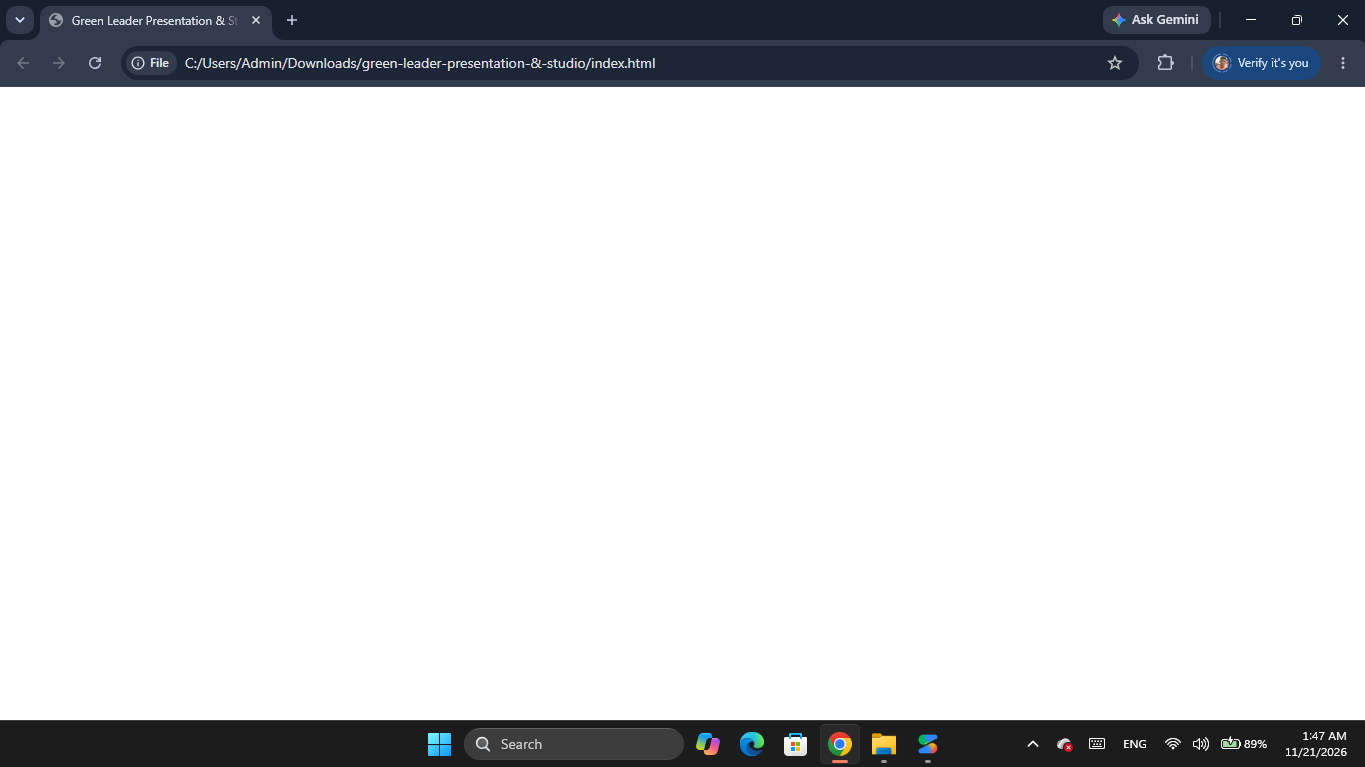 Green Leader Presentation & St
Ask Gemini
File
C:/Users/Admin/Downloads/green-leader-presentation-&-studio/index.html
Verify it's you
Search
ENG
89%
1:47 AM
11/21/2026